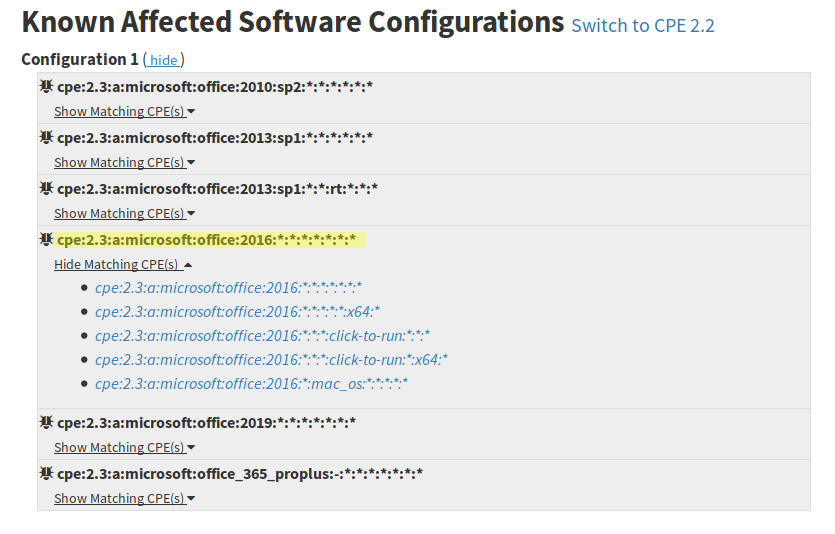 Known Affected Software Configurations Switch to CPE 2.2
Configuration 1 ( hide )
cpe:2.3:a:microsoft:office:2010:sp2:*:*:*:*:*:*
Show Matching CPE(s)
cpe:2.3:a:microsoft:office:2013:sp1:*:*:*:*:*:*
Show Matching CPE(s)
cpe:2.3:a:microsoft:office:2013:sp1:*:*:rt:*:*:*
Show Matching CPE(s)
cpe:2.3:a:microsoft:office:2016:*:*:*:*:*:*:*
Hide Matching CPE(s)
cpe:2.3:a:microsoft:office:2016:*:*:*:*:*:*:*
cpe:2.3:a:microsoft:office:2016:*:*:*:*:*:x64:*
cpe:2.3:a:microsoft:office:2016:*:*:*:click-to-run:*:*:*
cpe:2.3:a:microsoft:office:2016:*:*:*:click-to-run:*:x64:*
cpe:2.3:a:microsoft:office:2016:*:mac_os:*:*:*:*:*
cpe:2.3:a:microsoft:office:2019:*:*:*:*:*:*:*
Show Matching CPE(s)
cpe:2.3:a:microsoft:office_365_proplus:-:*:*:*:*:*:*:*
Show Matching CPE(s)